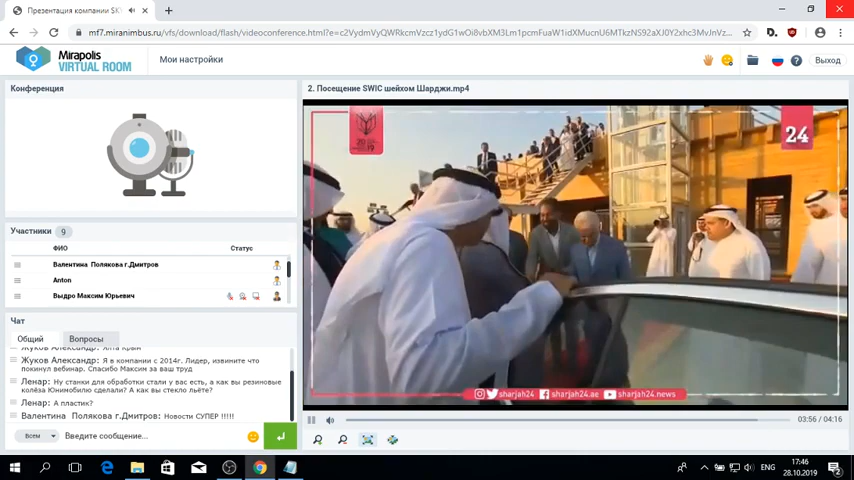 Презентация компании SK
mf7.miranimbus.ru/vfs/download/flash/videoconference.html?e=
Mirapolis
VIRTUAL ROOM
Мои настройки
Выход
Конференция
Участники 9
ФИО Статус
Валентина Полякова г.Дмитров
Anton
Выдро Максим Юрьевич
Чат
Общий Вопросы
Жуков Александр: Я в компании с 2014г. Лидер, извините что
покинул вебинар. Спасибо Максим за ваш труд
Ленар: Ну станки для обработки стали у вас есть, а как вы резиновые
колёза Юнимобилю сделали? А как вы стекло льёте?
Ленар: А пластик?
Валентина Полякова г.Дмитров: Новости СУПЕР !!!!!
Всем Введите сообщение...
2. Посещение SWIC шейхом Шарджи.mp4
24
sharjah24 sharjah24.ae sharjah24.news
03:56 / 04:16
ENG
17:46
28.10.2019
2